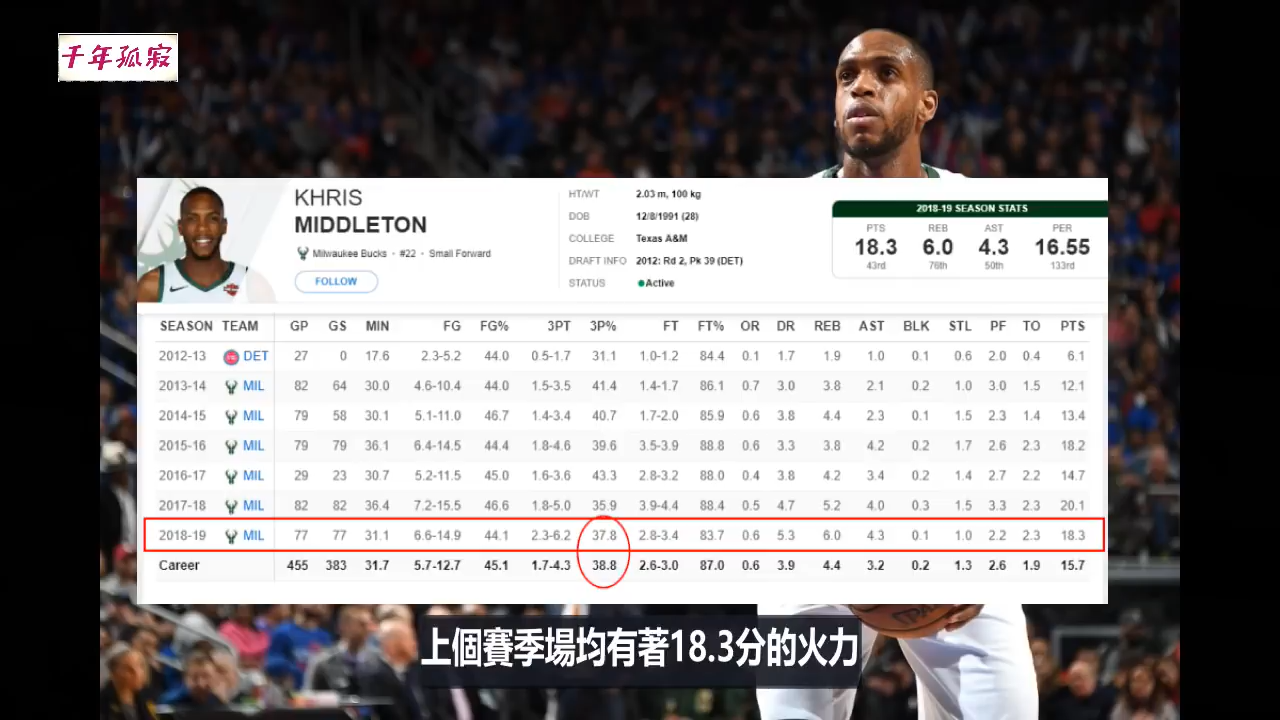 千年孤寂
KHRIS
MIDDLETON
Milwaukee Bucks • #22 • Small Forward
FOLLOW
HT/WT 2.03 m, 100 kg
DOB 12/8/1991 (28)
COLLEGE Texas A&M
DRAFT INFO 2012: Rd 2, Pk 39 (DET)
STATUS Active
2018-19 SEASON STATS
PTS REB AST PER
18.3 6.0 4.3 16.55
43rd 76th 50th 133rd
SEASON TEAM GP GS MIN FG FG% 3PT 3P% FT FT% OR DR REB AST BLK STL PF TO PTS
2012-13 DET 27 0 17.6 2.3-5.2 44.0 0.5-1.7 31.1 1.0-1.2 84.4 0.1 1.7 1.9 1.0 0.1 0.6 2.0 0.4 6.1
2013-14 MIL 82 64 30.0 4.6-10.4 44.0 1.5-3.5 41.4 1.4-1.7 86.1 0.7 3.0 3.8 2.1 0.2 1.0 3.0 1.5 12.1
2014-15 MIL 79 58 30.1 5.1-11.0 46.7 1.4-3.4 40.7 1.7-2.0 85.9 0.6 3.8 4.4 2.3 0.1 1.5 2.3 1.4 13.4
2015-16 MIL 79 79 36.1 6.4-14.5 44.4 1.8-4.6 39.6 3.5-3.9 88.8 0.6 3.3 3.8 4.2 0.2 1.7 2.6 2.3 18.2
2016-17 MIL 29 23 30.7 5.2-11.5 45.0 1.6-3.6 43.3 2.8-3.2 88.0 0.4 3.8 4.2 3.4 0.2 1.4 2.7 2.2 14.7
2017-18 MIL 82 82 36.4 7.2-15.5 46.6 1.8-5.0 35.9 3.9-4.4 88.4 0.5 4.7 5.2 4.0 0.3 1.5 3.3 2.3 20.1
2018-19 MIL 77 77 31.1 6.6-14.9 44.1 2.3-6.2 37.8 2.8-3.4 83.7 0.6 5.3 6.0 4.3 0.1 1.0 2.2 2.3 18.3
Career 455 383 31.7 5.7-12.7 45.1 1.7-4.3 38.8 2.6-3.0 87.0 0.6 3.9 4.4 3.2 0.2 1.3 2.6 1.9 15.7
上個賽季場均有著18.3分的火力